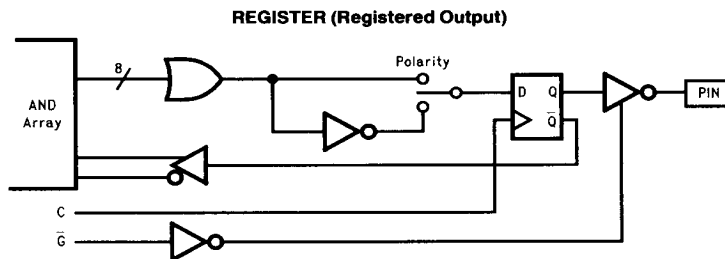 REGISTER (Registered Output)
Polarity
8
AND
Array
D Q
Q̅
PIN
C
G̅